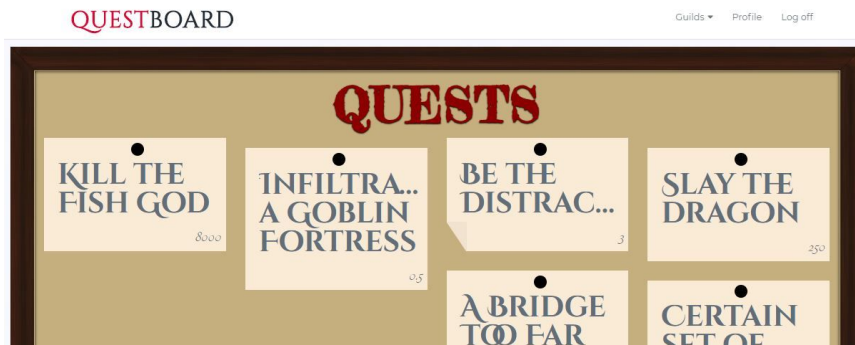 QUESTBOARD
Guilds Profile Log off
QUESTS
KILL THE
FISH GOD
8000
INFILTRA...
A GOBLIN
FORTRESS
0.5
BE THE
DISTRAC...
3
SLAY THE
DRAGON
250
A BRIDGE
TOO FAR
CERTAIN
SET OF